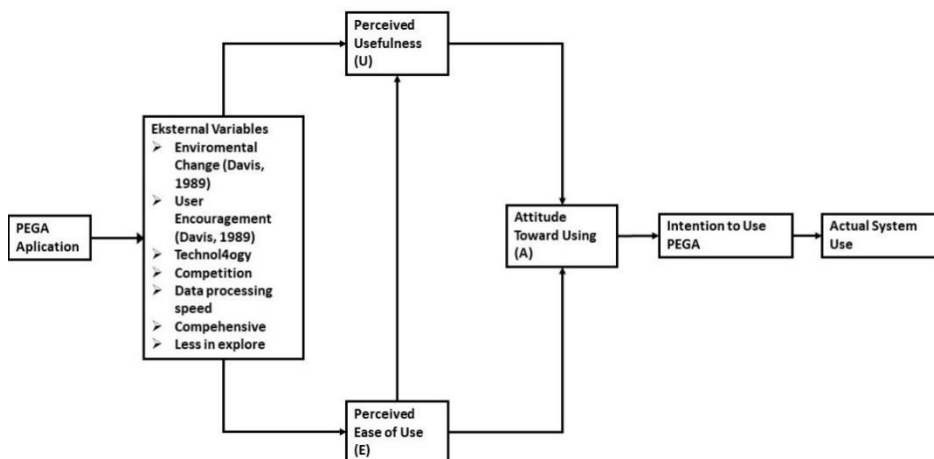 PEGA
Aplication
Eksternal Variables
➢ Enviromental
Change (Davis,
1989)
➢ User
Encouragement
(Davis, 1989)
➢ Technol4ogy
➢ Competition
➢ Data processing
speed
➢ Compehensive
➢ Less in explore
Perceived
Usefulness
(U)
Perceived
Ease of Use
(E)
Attitude
Toward Using
(A)
Intention to Use
PEGA
Actual System
Use